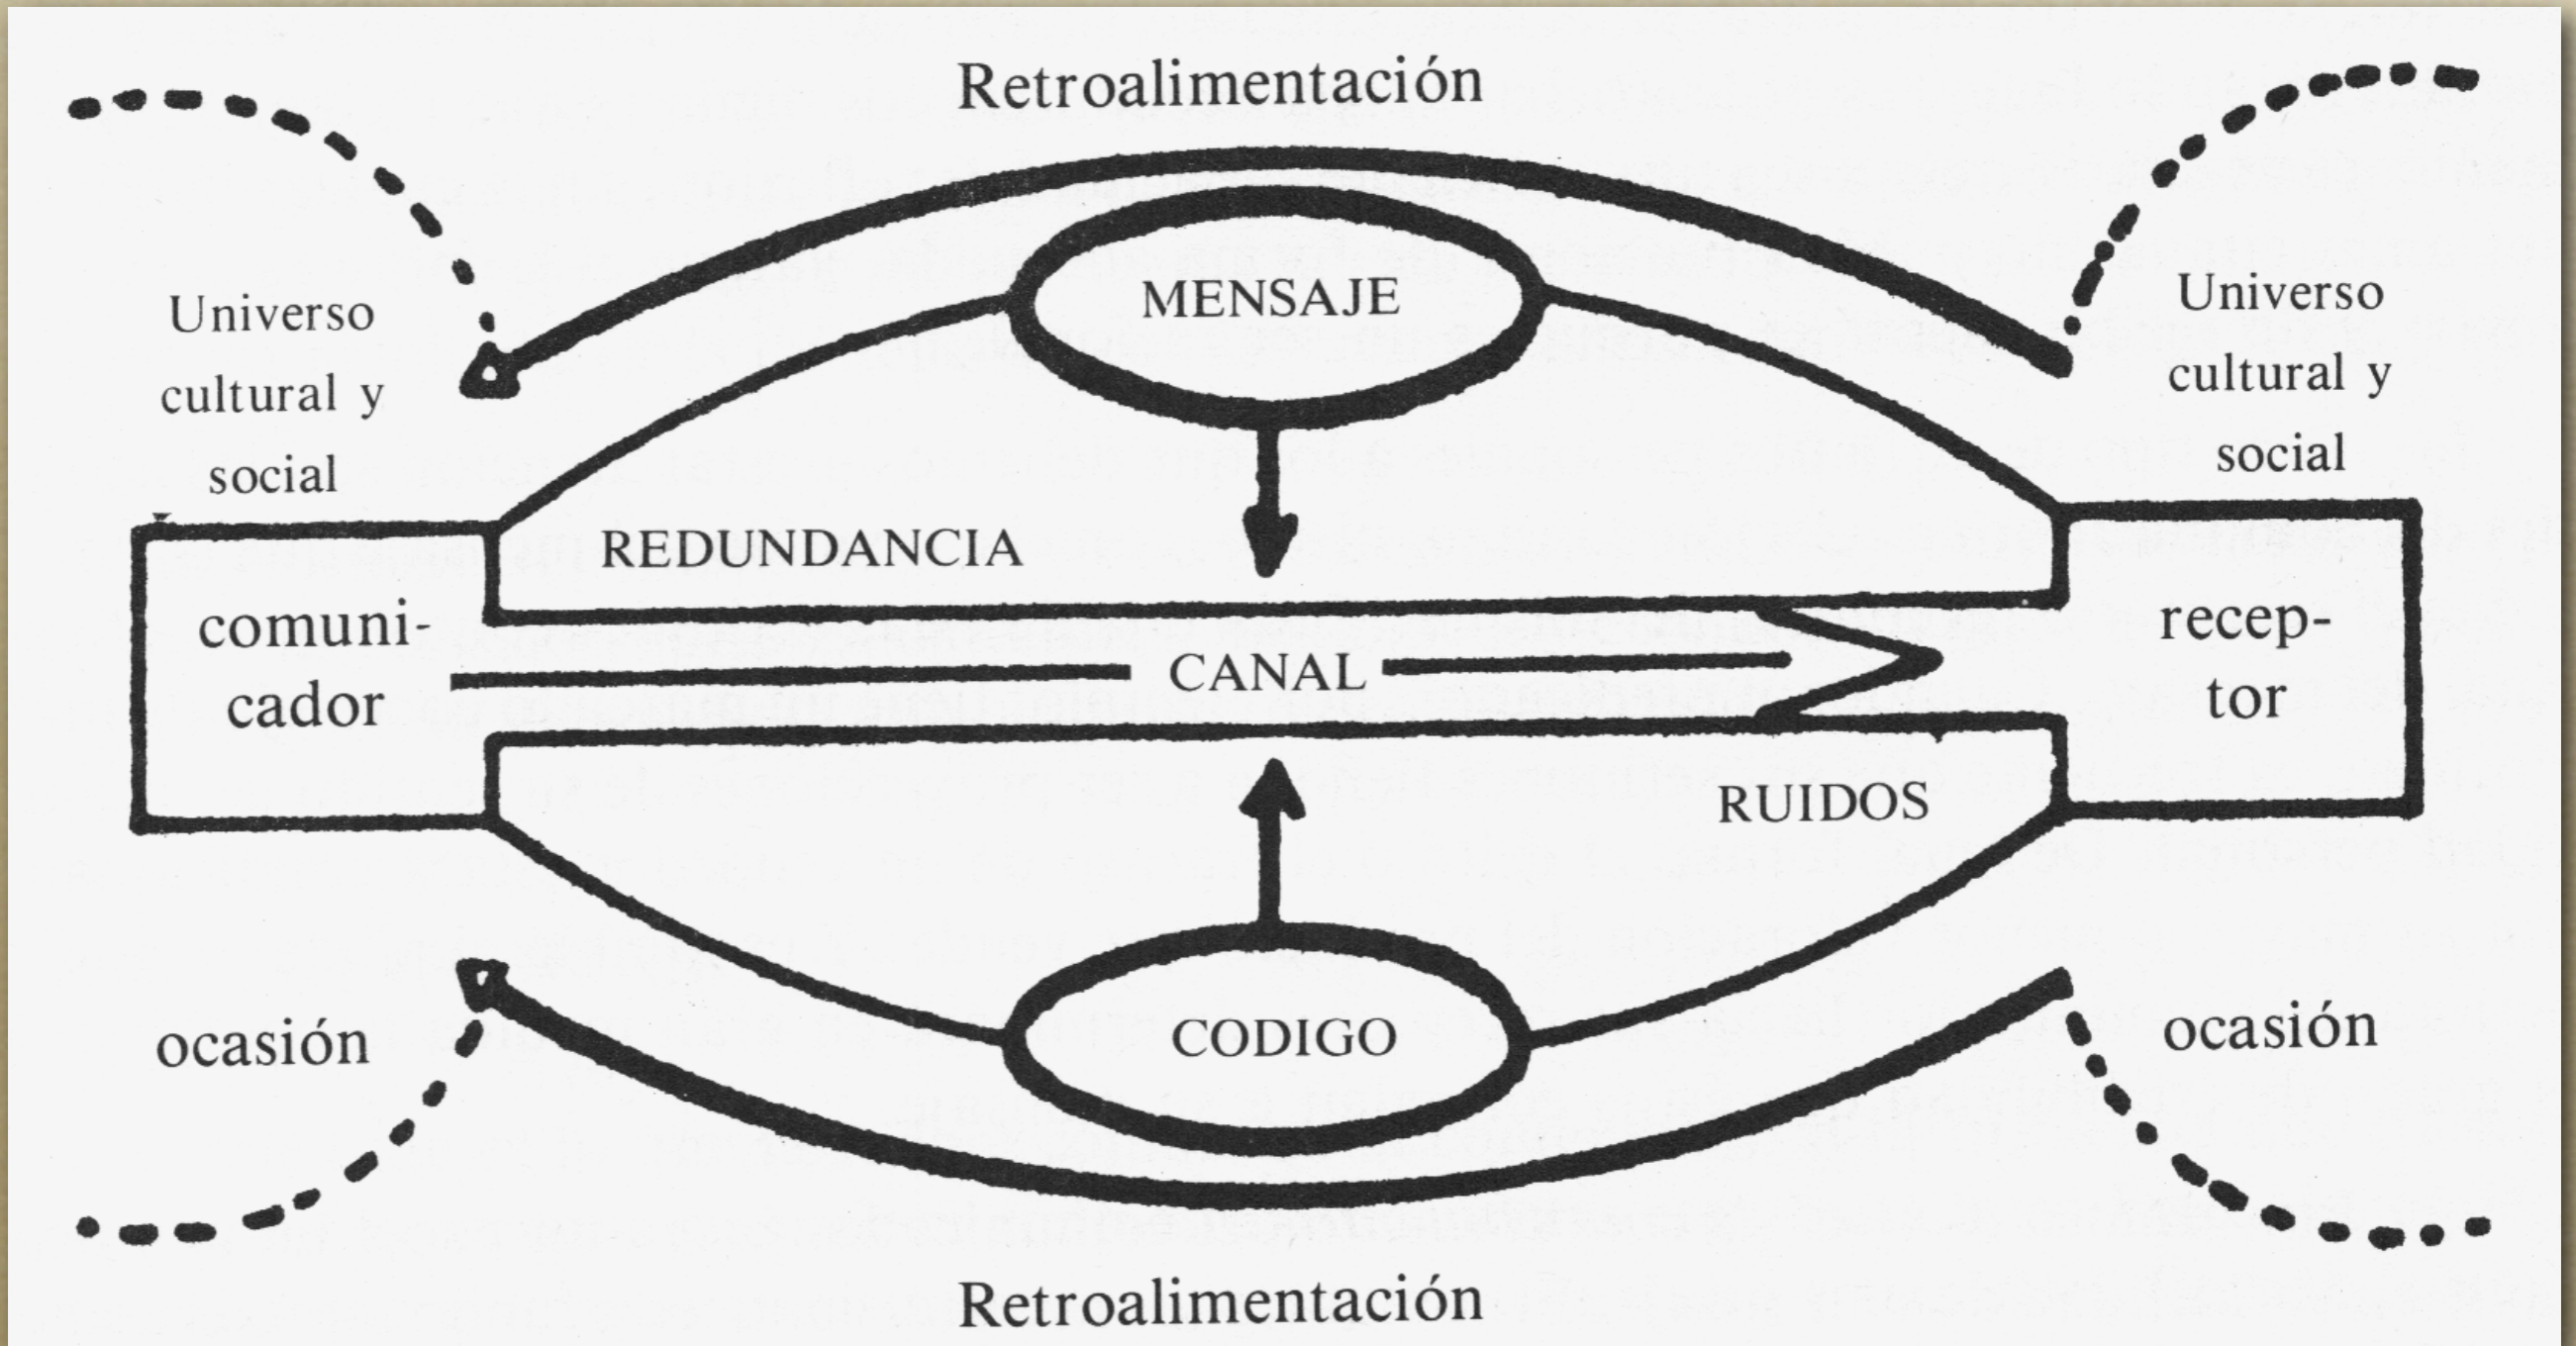 Retroalimentación
MENSAJE
Universo
cultural y
social
Universo
cultural y
social
REDUNDANCIA
comuni-
cador
CANAL
recep-
tor
RUIDOS
ocasión
CODIGO
ocasión
Retroalimentación